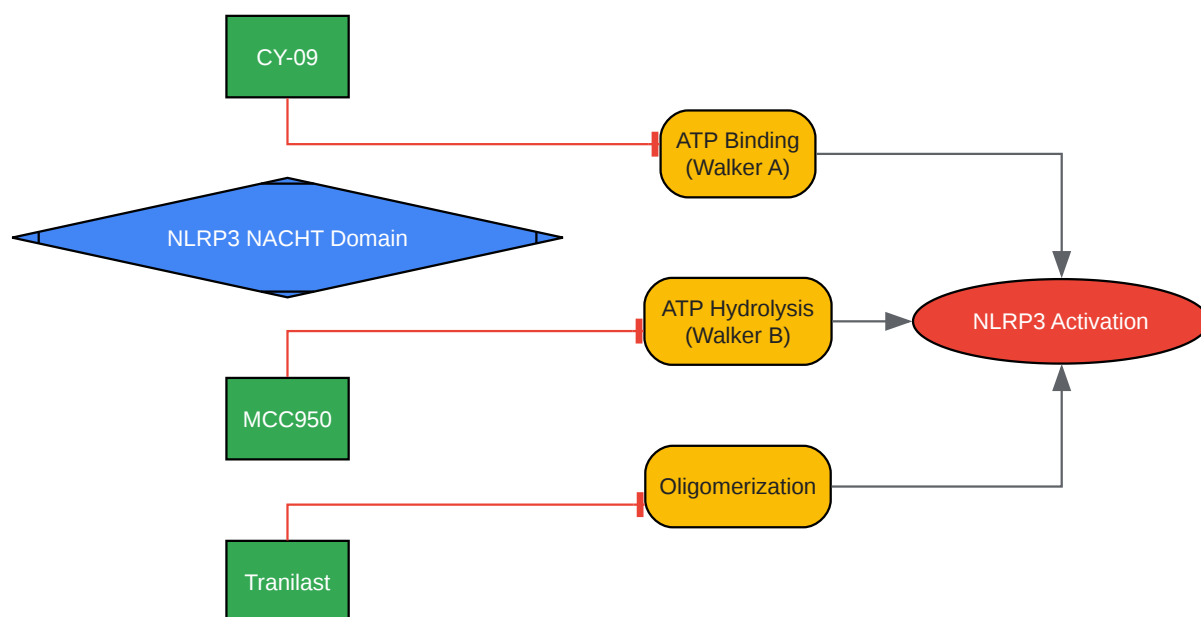 CY-09
ATP Binding
(Walker A)
NLRP3 NACHT Domain
ATP Hydrolysis
(Walker B)
NLRP3 Activation
MCC950
Oligomerization
Tranilast